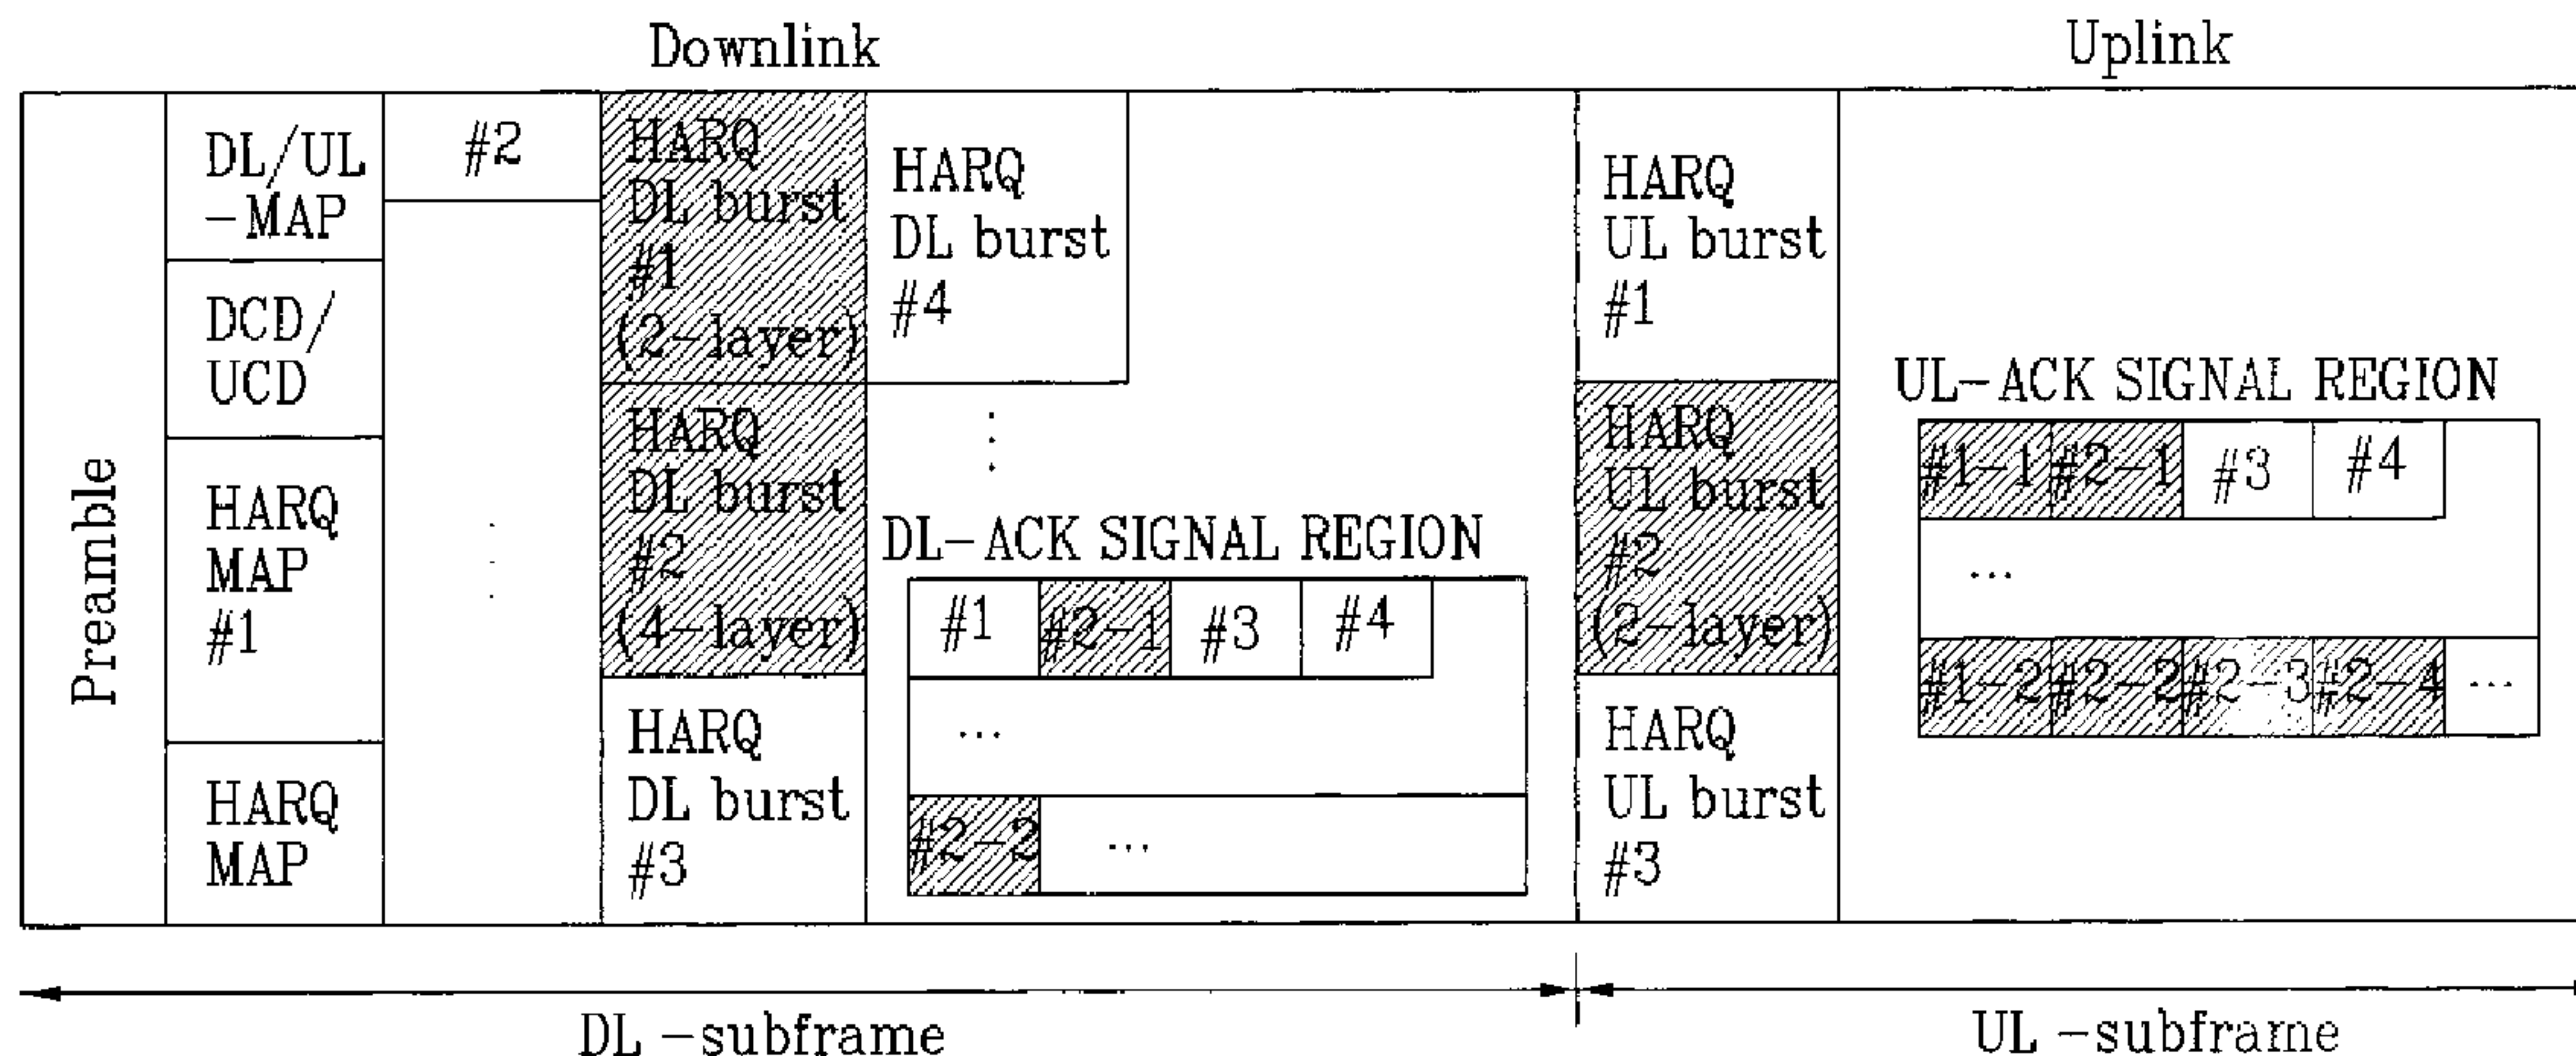 Downlink
Uplink
Preamble
DL/UL
-MAP
DCD/
UCD
HARQ
MAP
#1
HARQ
MAP
#2
HARQ
DL burst
#1
(2-layer)
HARQ
DL burst
#2
(4-layer)
HARQ
DL burst
#3
HARQ
DL burst
#4
DL-ACK SIGNAL REGION
#1 #2-1 #3 #4
...
#2-2 ...
HARQ
UL burst
#1
HARQ
UL burst
#2
(2-layer)
HARQ
UL burst
#3
UL-ACK SIGNAL REGION
#1-1 #2-1 #3 #4
...
#1-2 #2-2 #2-3 #2-4 ...
DL -subframe
UL -subframe